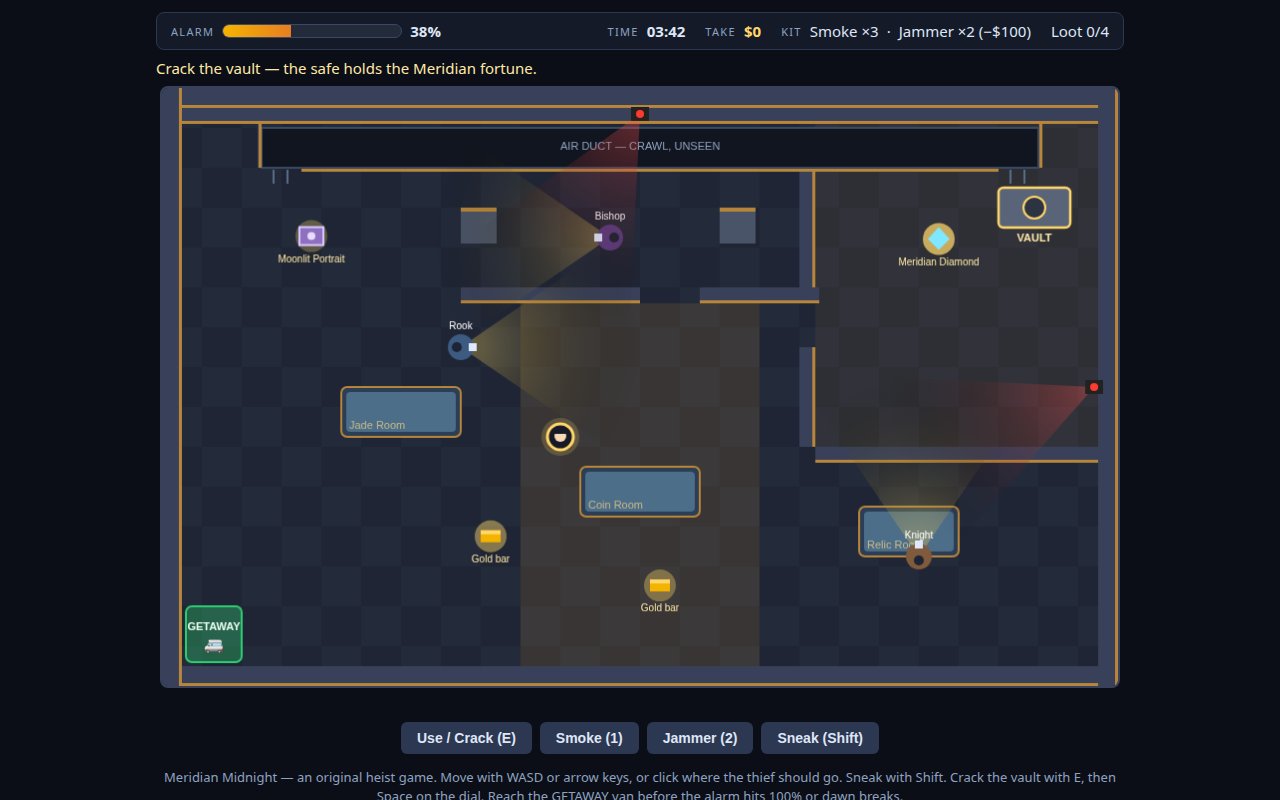 ALARM 38% TIME 03:42 TAKE $0 KIT Smoke ×3 · Jammer ×2 (−$100) Loot 0/4
Crack the vault — the safe holds the Meridian fortune.
AIR DUCT — CRAWL, UNSEEN
Bishop
VAULT
Moonlit Portrait
Meridian Diamond
Rook
Jade Room
Coin Room
Knight
Gold bar
Gold bar
GETAWAY
Use / Crack (E) Smoke (1) Jammer (2) Sneak (Shift)
Meridian Midnight — an original heist game. Move with WASD or arrow keys, or click where the thief should go. Sneak with Shift. Crack the vault with E, then
Space on the dial. Reach the GETAWAY van before the alarm hits 100% or dawn breaks.